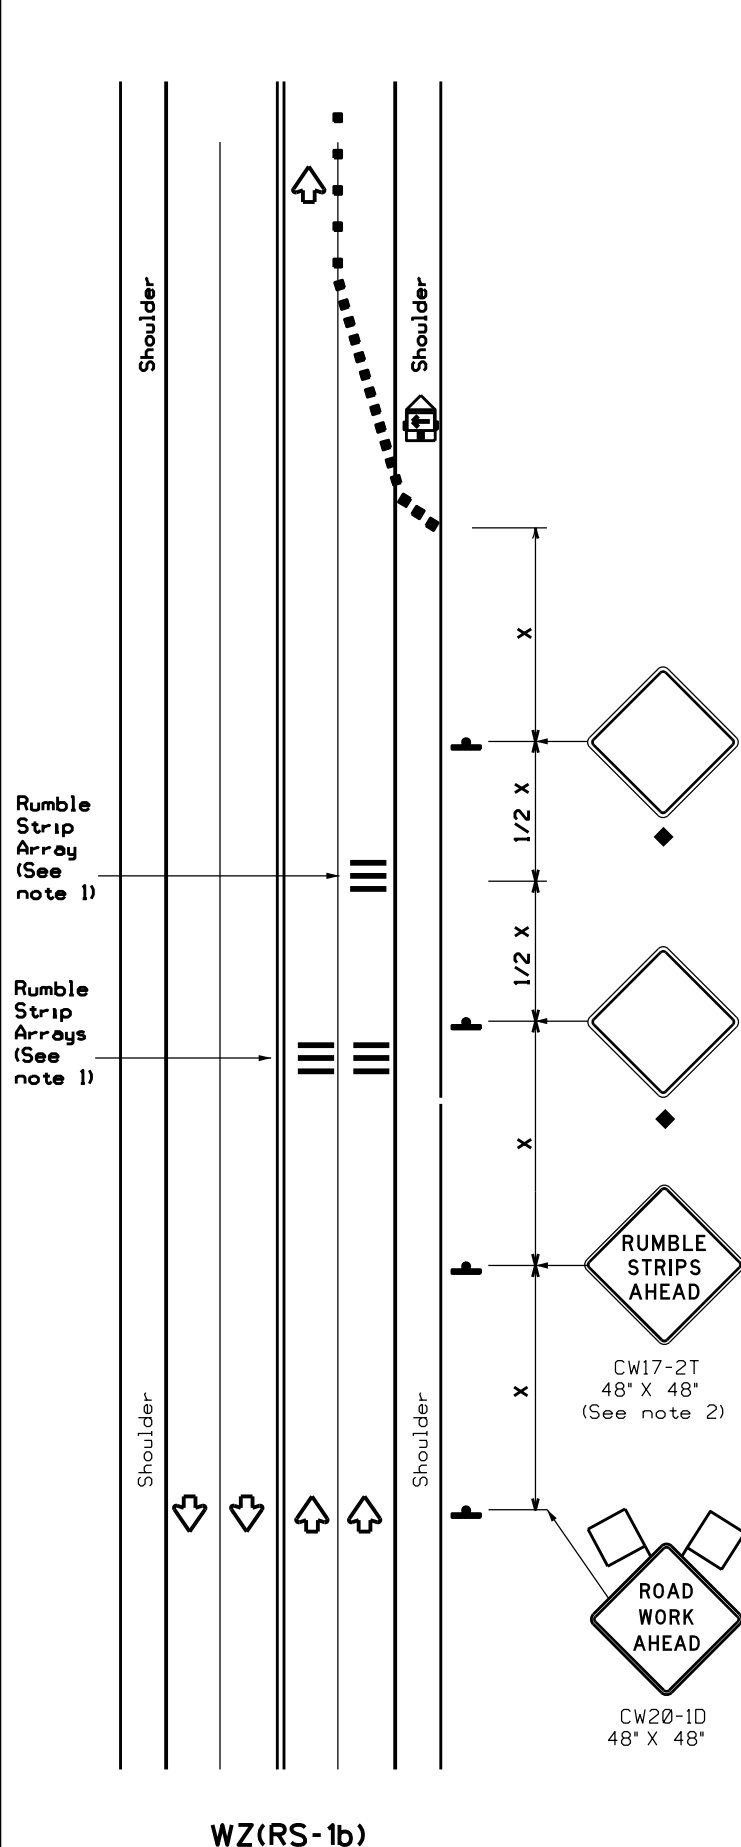 Shoulder
Shoulder
X
1/2 X
Rumble
Strip
Array
(See
note 1)
1/2 X
Rumble
Strip
Arrays
(See
note 1)
X
RUMBLE
STRIPS
AHEAD
CW17-2T
48" X 48"
(See note 2)
X
Shoulder
Shoulder
ROAD
WORK
AHEAD
CW20-1D
48" X 48"
WZ(RS-1b)